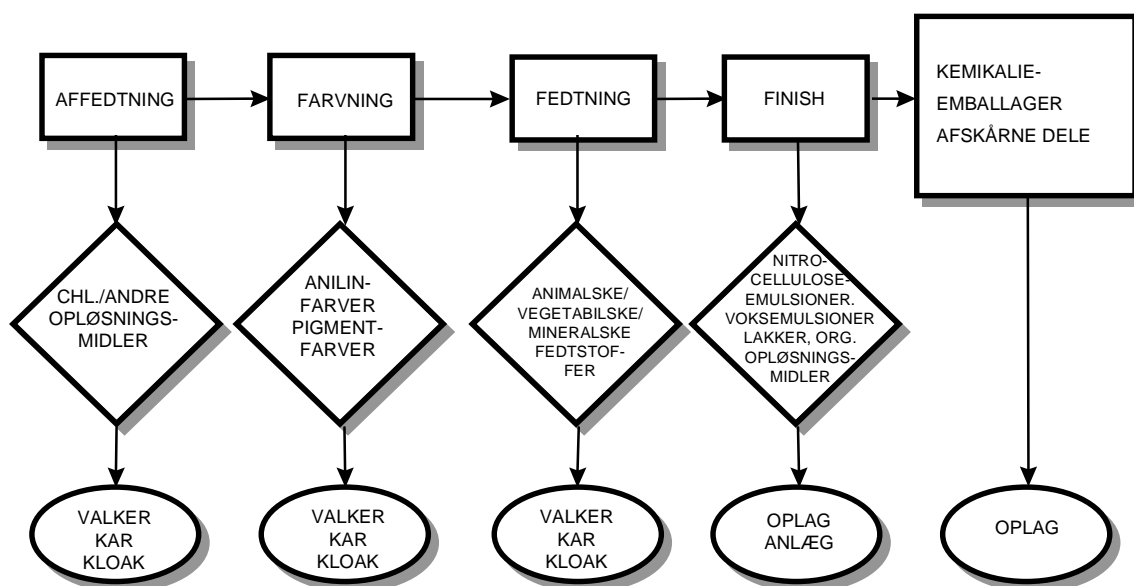 AFFEDTNING
FARVNING
FEDTNING
FINISH
KEMIKALIE-
EMBALLAGER
AFSKÅRNE DELE
CHL./ANDRE
OPLØSNINGS-
MIDLER
ANILIN-
FARVER
PIGMENT-
FARVER
ANIMALSKE/
VEGETABILSKE/
MINERALSKE
FEDTSTOF-
FER
NITRO-
CELLULOSE-
EMULSIONER.
VOKSEMULSIONER
LAKKER, ORG.
OPLØSNINGS-
MIDLER
VALKER
KAR
KLOAK
VALKER
KAR
KLOAK
VALKER
KAR
KLOAK
OPLAG
ANLÆG
OPLAG